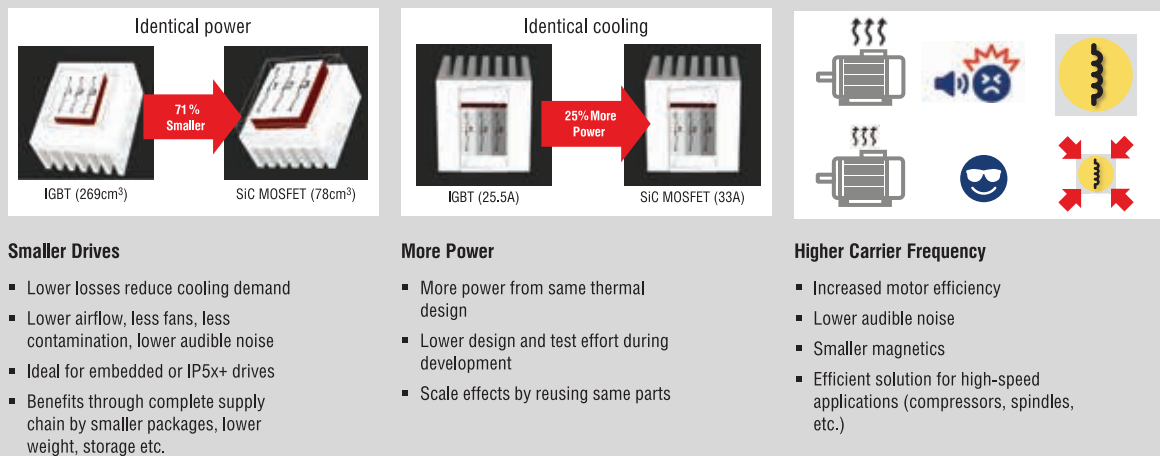 Identical power
71%
Smaller
IGBT (269cm³)
SiC MOSFET (78cm³)
Smaller Drives
▪ Lower losses reduce cooling demand
▪ Lower airflow, less fans, less
contamination, lower audible noise
▪ Ideal for embedded or IP5x+ drives
▪ Benefits through complete supply
chain by smaller packages, lower
weight, storage etc.
Identical cooling
25% More
Power
IGBT (25.5A)
SiC MOSFET (33A)
More Power
▪ More power from same thermal
design
▪ Lower design and test effort during
development
▪ Scale effects by reusing same parts
Higher Carrier Frequency
▪ Increased motor efficiency
▪ Lower audible noise
▪ Smaller magnetics
▪ Efficient solution for high-speed
applications (compressors, spindles,
etc.)